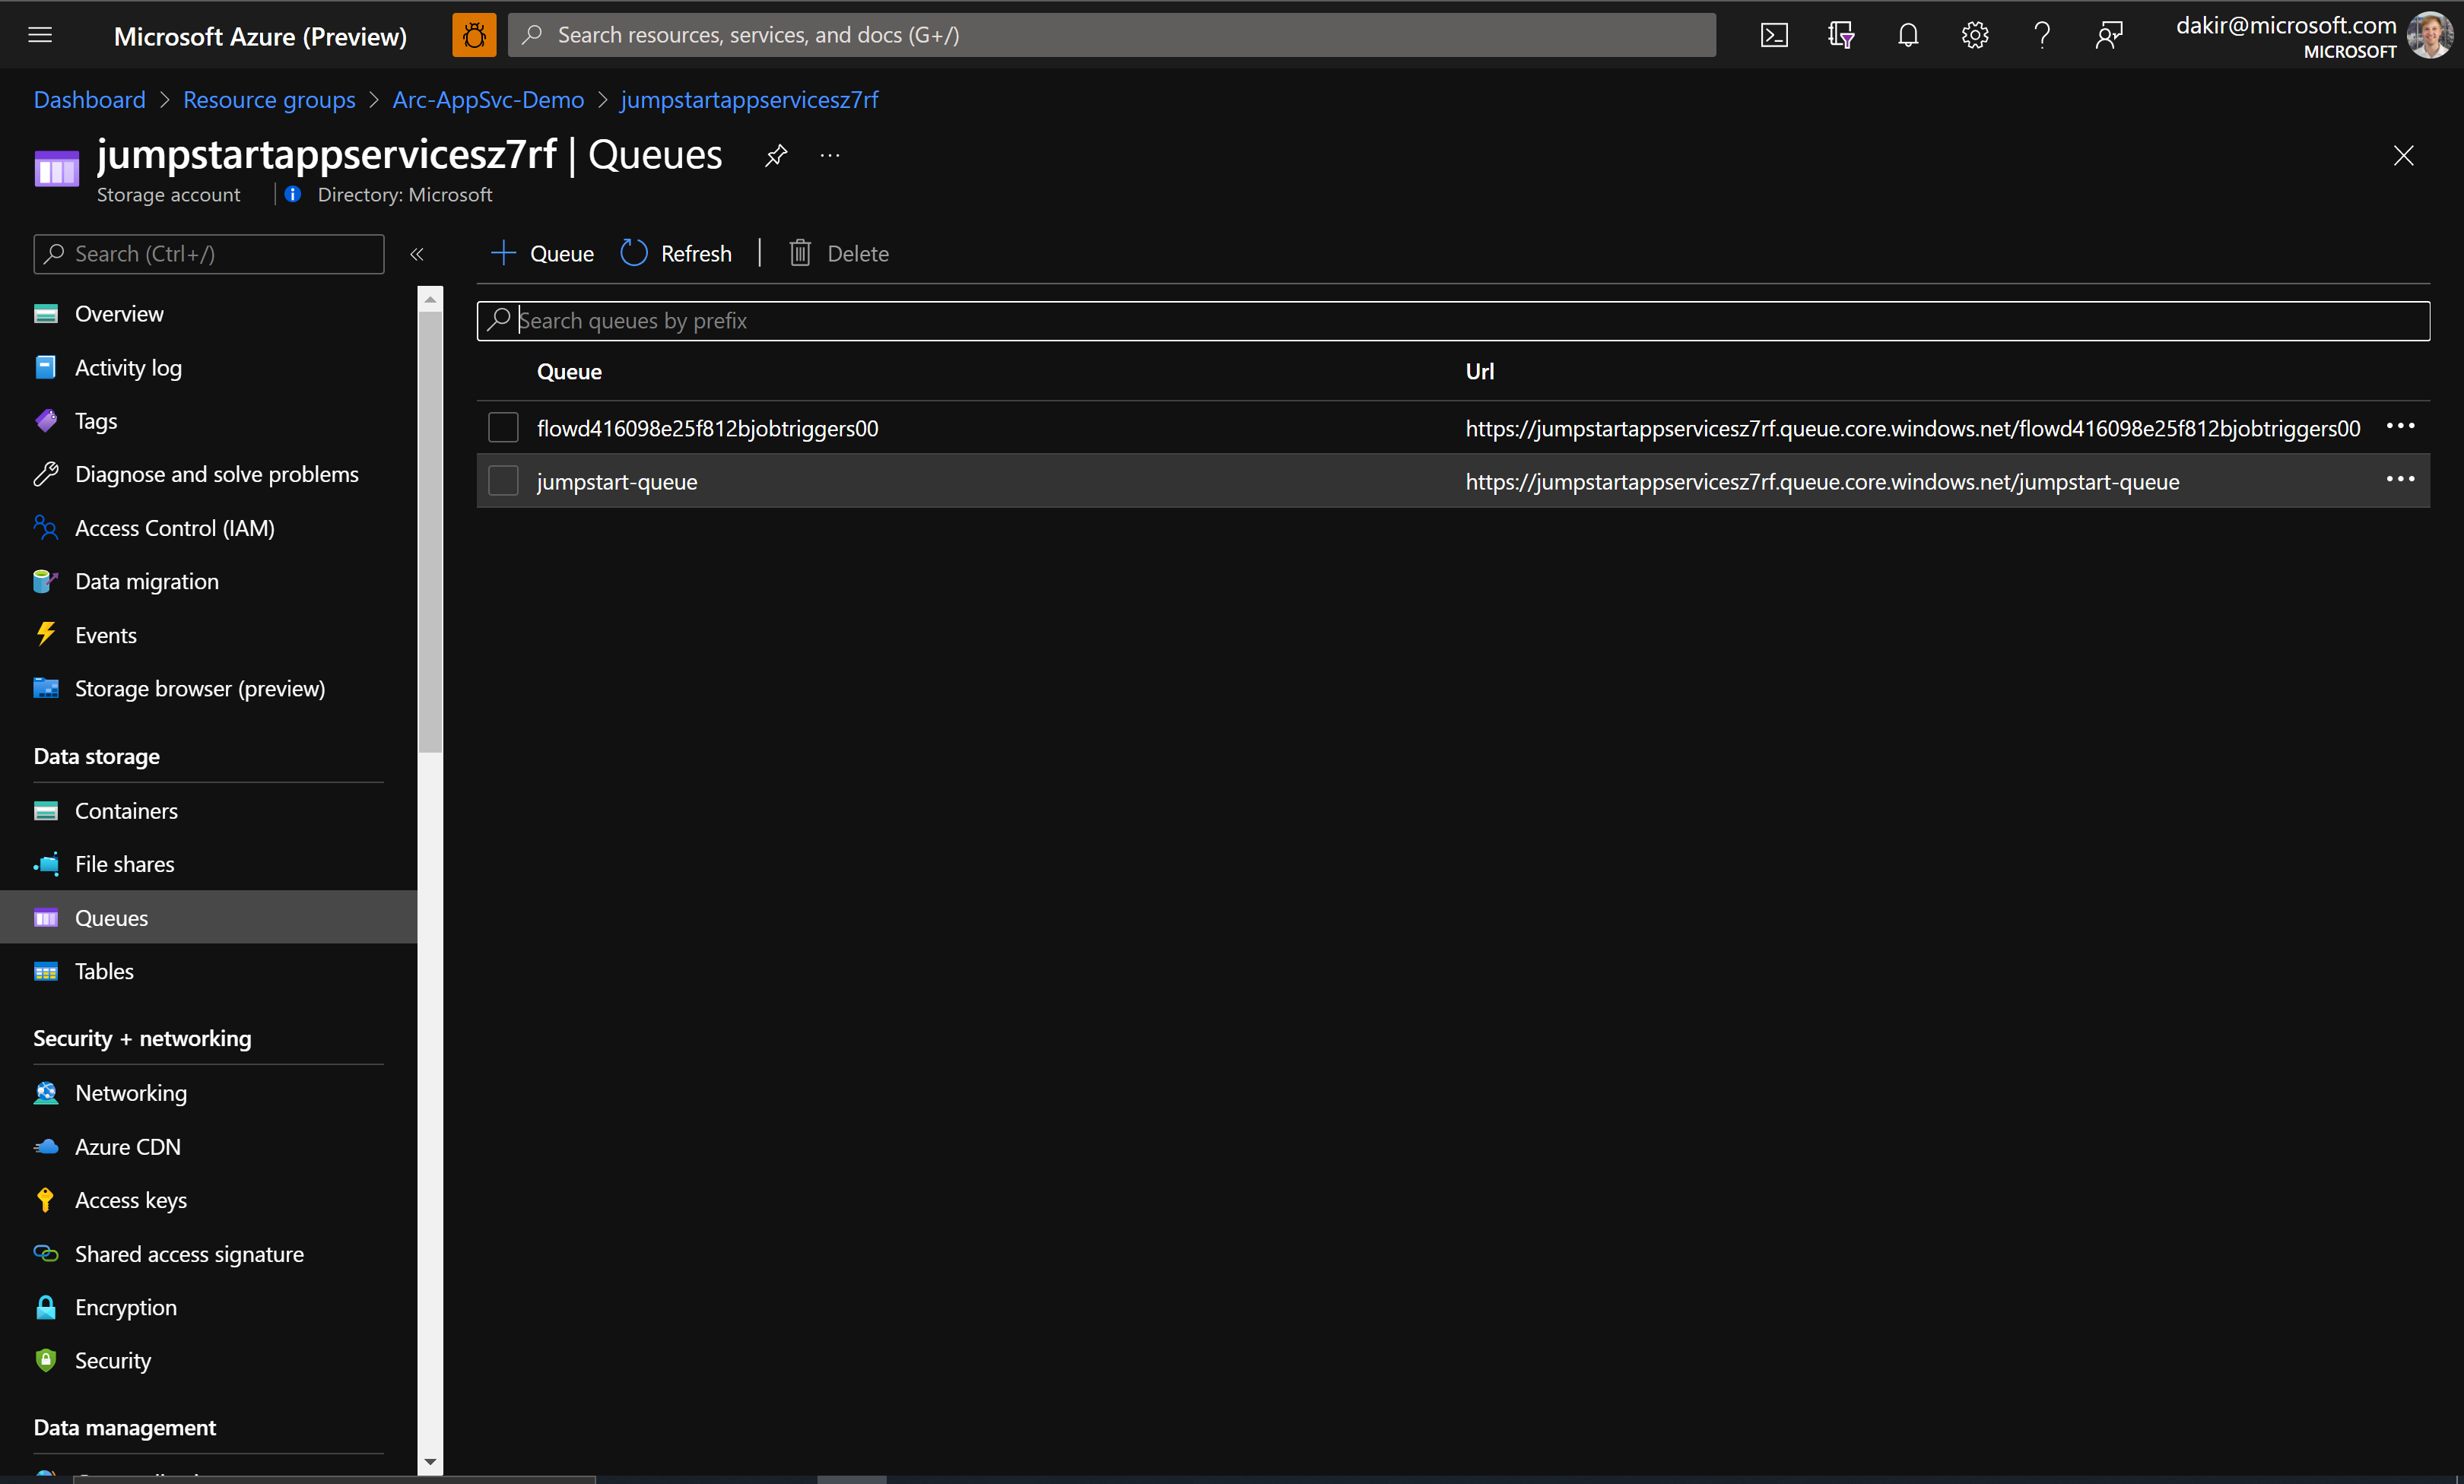 Microsoft Azure (Preview)
Search resources, services, and docs (G+/)
dakir@microsoft.com
MICROSOFT
Dashboard > Resource groups > Arc-AppSvc-Demo > jumpstartappservicesz7rf
jumpstartappservicesz7rf | Queues
Storage account
Directory: Microsoft
Search (Ctrl+/)
Overview
Activity log
Tags
Diagnose and solve problems
Access Control (IAM)
Data migration
Events
Storage browser (preview)
Data storage
Containers
File shares
Queues
Tables
Security + networking
Networking
Azure CDN
Access keys
Shared access signature
Encryption
Security
Data management
Queue
Refresh
Delete
Search queues by prefix
Queue Url
flowd416098e25f812bjobtriggers00 https://jumpstartappservicesz7rf.queue.core.windows.net/flowd416098e25f812bjobtriggers00
jumpstart-queue https://jumpstartappservicesz7rf.queue.core.windows.net/jumpstart-queue